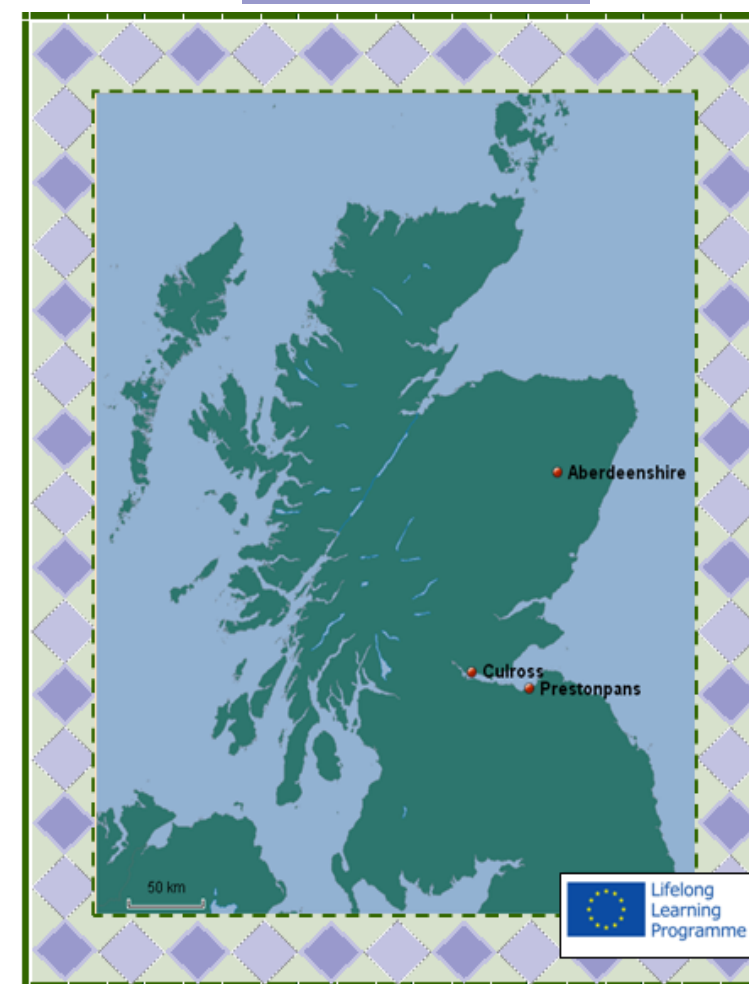 Aberdeenshire
Culross
Prestonpans
50 km
Lifelong
Learning
Programme